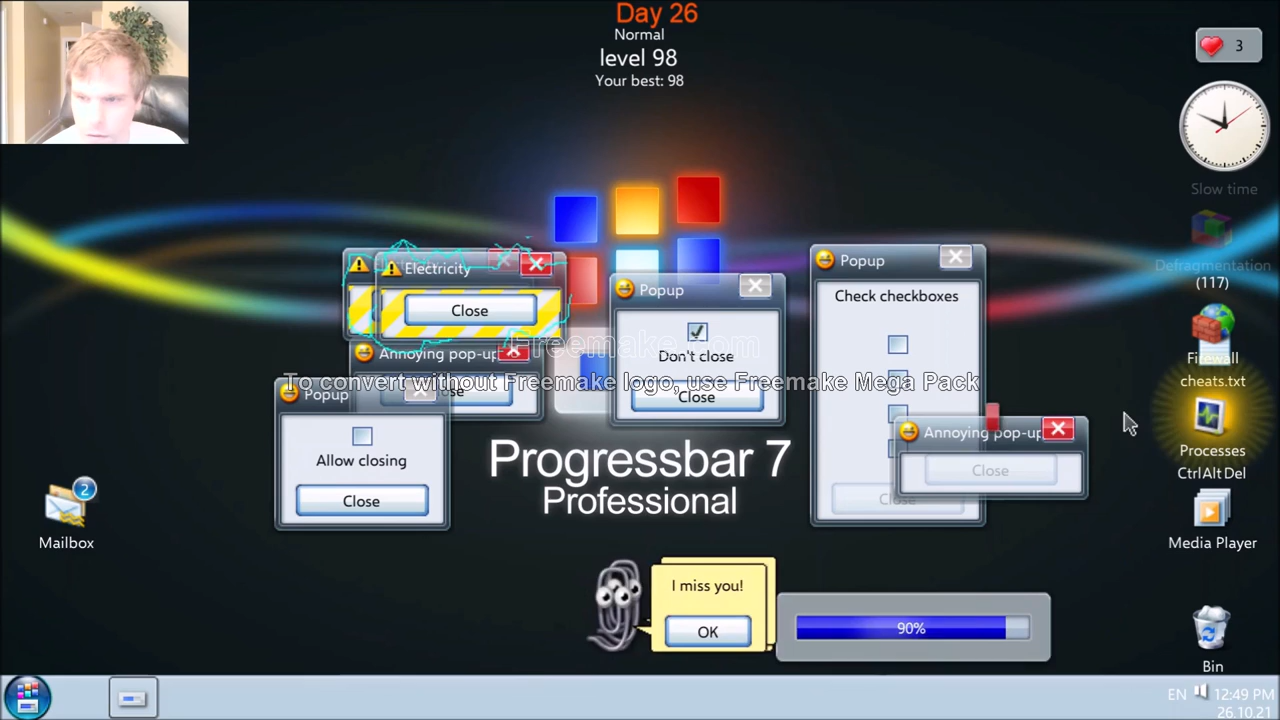 Day 26
Normal
level 98
Your best: 98
3
Slow time
Defragmentation
(117)
Firewall
cheats.txt
Processes
CtrlAltDel
Media Player
Bin
Electricity
Close
Annoying pop-up
Popup
Allow closing
Close
Popup
Don't close
Close
Popup
Check checkboxes
Annoying pop-up
Close
Freemake.com
To convert without Freemake logo, use Freemake Mega Pack
Progressbar 7
Professional
2
Mailbox
I miss you!
OK
90%
EN 12:49 PM
26.10.21